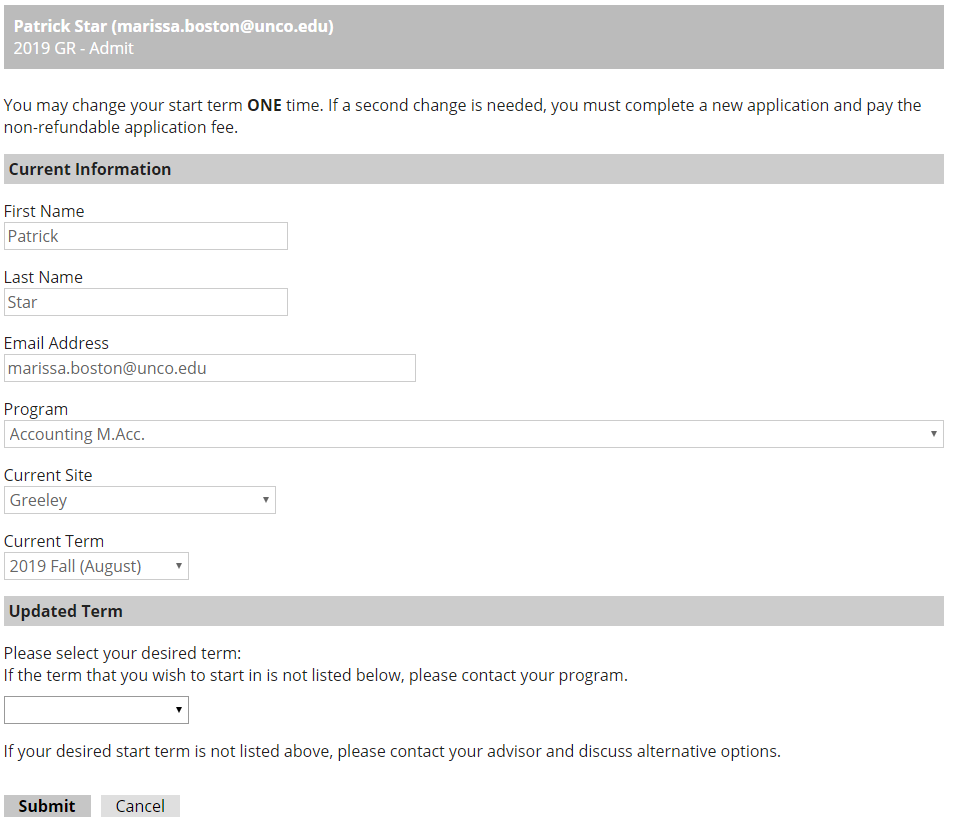 Patrick Star (marissa.boston@unco.edu)
2019 GR - Admit
You may change your start term ONE time. If a second change is needed, you must complete a new application and pay the
non-refundable application fee.
Current Information
First Name
Patrick
Last Name
Star
Email Address
marissa.boston@unco.edu
Program
Accounting M.Acc.
Current Site
Greeley
Current Term
2019 Fall (August)
Updated Term
Please select your desired term:
If the term that you wish to start in is not listed below, please contact your program.
If your desired start term is not listed above, please contact your advisor and discuss alternative options.
Submit Cancel